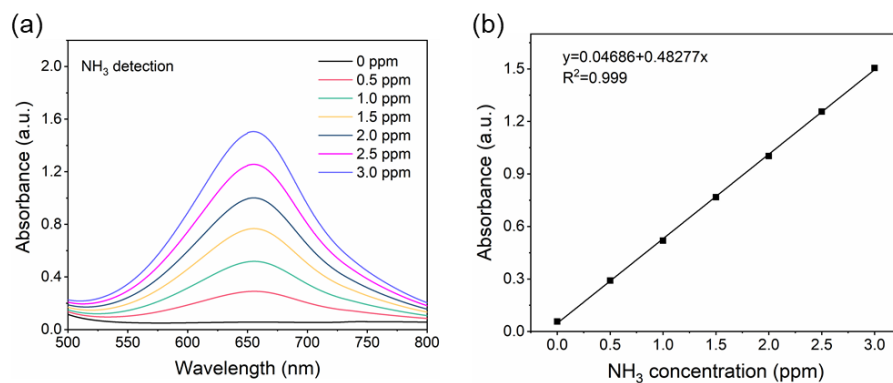 (a)
NH₃ detection
0 ppm
0.5 ppm
1.0 ppm
1.5 ppm
2.0 ppm
2.5 ppm
3.0 ppm
2.0
1.6
1.2
0.8
0.4
0.0
Absorbance (a.u.)
500
550
600
650
700
750
800
Wavelength (nm)
(b)
y=0.04686+0.48277x
R²=0.999
1.5
1.2
0.9
0.6
0.3
0.0
Absorbance (a.u.)
0.0
0.5
1.0
1.5
2.0
2.5
3.0
NH₃ concentration (ppm)